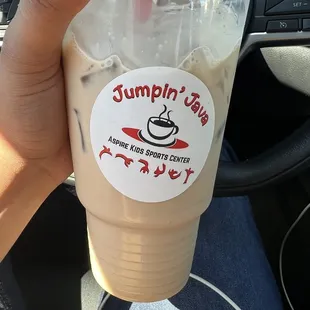 Jumpin' Java
ASPIRE KIDS SPORTS CENTER